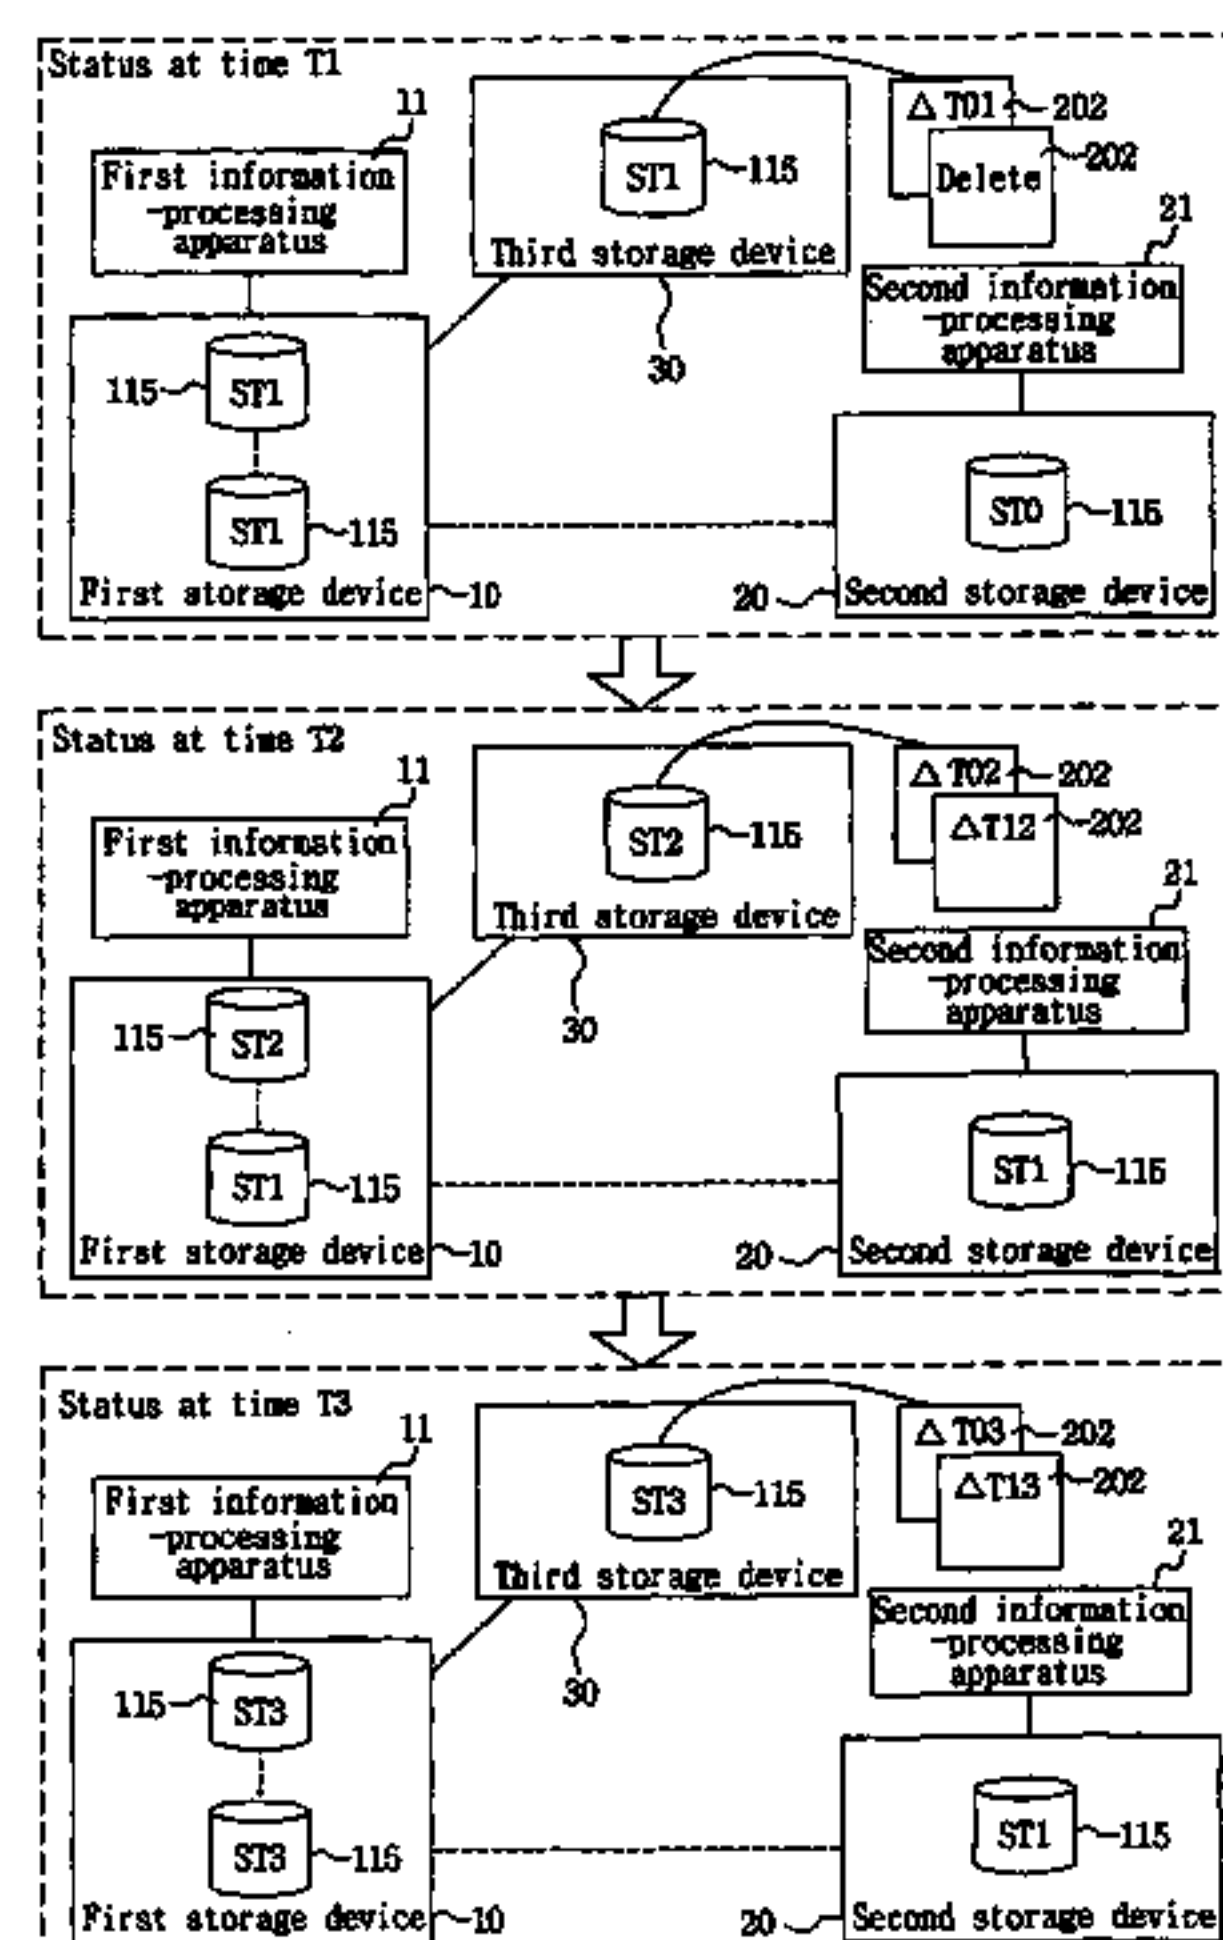 Status at time T1
11
△ T01
202
202
Delete
First information
-processing
apparatus
ST1
115
21
Third storage device
Second information
-processing
apparatus
30
115
ST1
ST1
115
ST0
115
First storage device
10
20
Second storage device
Status at time T2
11
△ T02
202
△T12
202
First information
-processing
apparatus
ST2
115
21
Third storage device
Second information
-processing
apparatus
30
115
ST2
ST1
115
ST1
115
First storage device
10
20
Second storage device
Status at time T3
11
△ T03
202
△T13
202
First information
-processing
apparatus
ST3
115
21
Third storage device
Second information
-processing
apparatus
30
115
ST3
ST3
115
ST1
115
First storage device
10
20
Second storage device